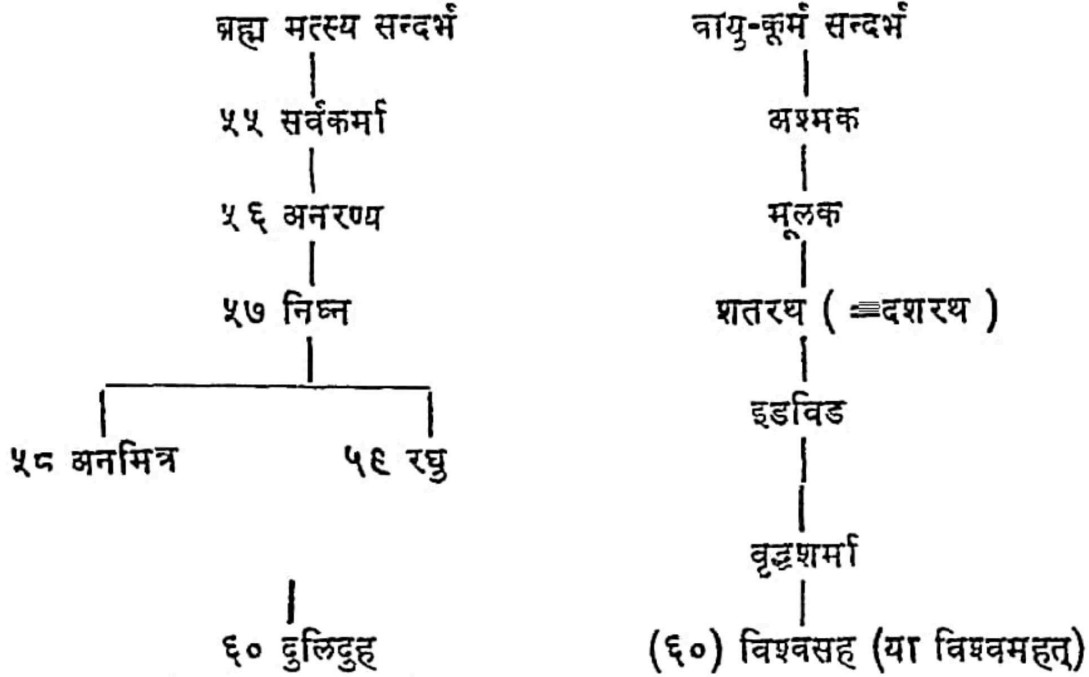 ब्रह्म मत्स्य सन्दर्भ
५५ सर्वकर्मा
५६ अनरण्य
५७ निघ्न
५८ अनमित्र
५९ रघु
६० दुलिदुह
वायु-कूर्म सन्दर्भ
अश्मक
मूलक
शतरथ ( =दशरथ )
इडविड
वृद्धशर्मा
(६०) विश्वसह (या विश्वमहत्)